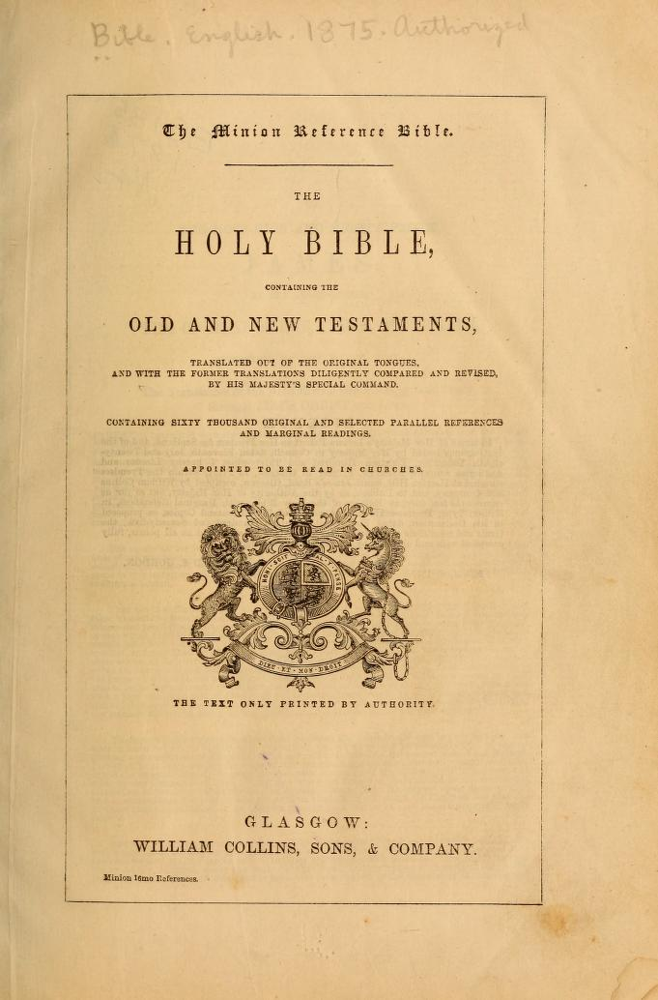 Bible. English. 1875. Authorized
The Minion Reference Bible.
THE
HOLY BIBLE,
CONTAINING THE
OLD AND NEW TESTAMENTS,
TRANSLATED OUT OF THE ORIGINAL TONGUES,
AND WITH THE FORMER TRANSLATIONS DILIGENTLY COMPARED AND REVISED,
BY HIS MAJESTY'S SPECIAL COMMAND.
CONTAINING SIXTY THOUSAND ORIGINAL AND SELECTED PARALLEL REFERENCES
AND MARGINAL READINGS.
APPOINTED TO BE READ IN CHURCHES.
HONI · SOIT MAL · Y · PENSE
DIEU · ET · MON · DROIT
THE TEXT ONLY PRINTED BY AUTHORITY.
GLASGOW:
WILLIAM COLLINS, SONS, & COMPANY.
Minion 16mo References.